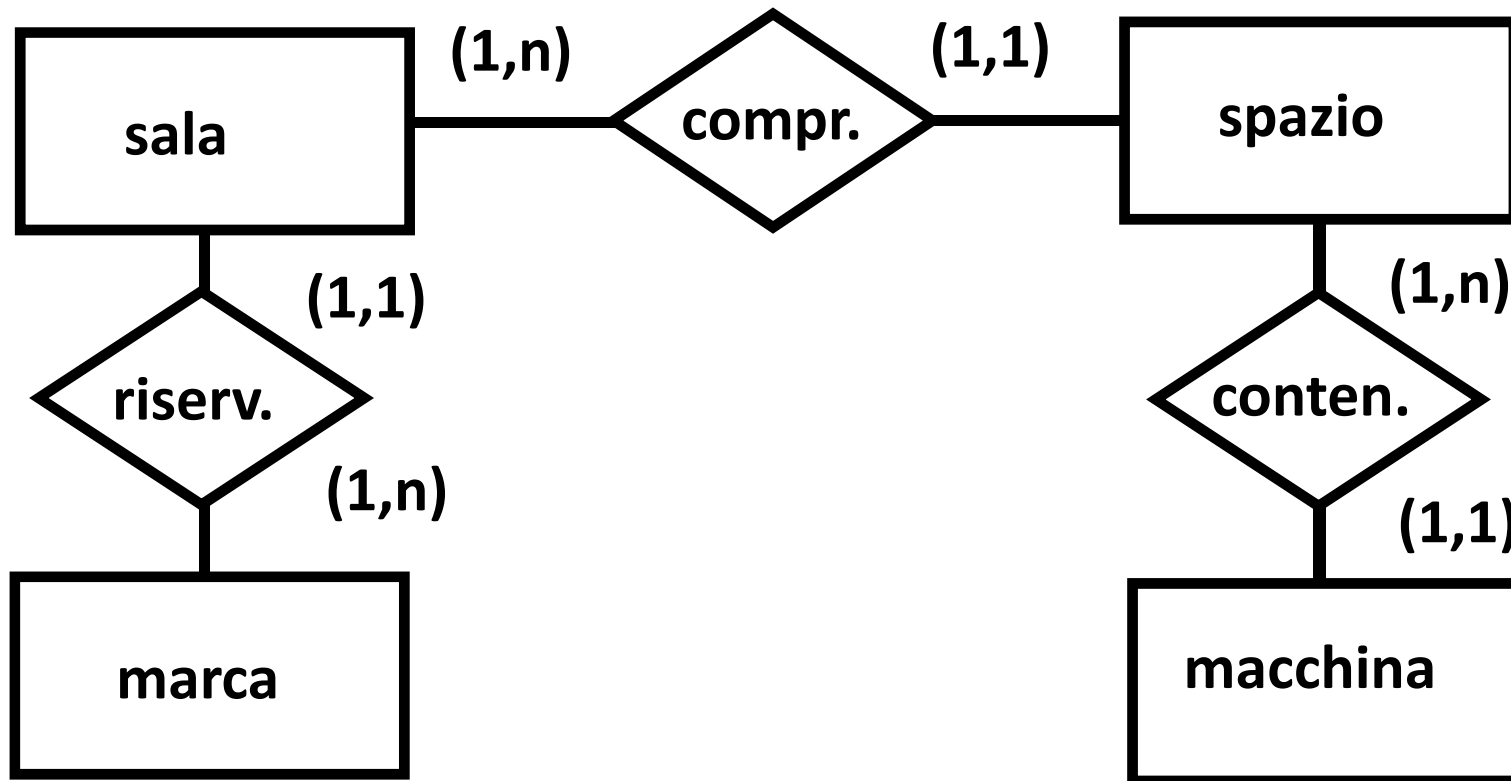 (1,n)
(1,1)
sala
compr.
spazio
(1,1)
(1,n)
riserv.
conten.
(1,n)
(1,1)
marca
macchina